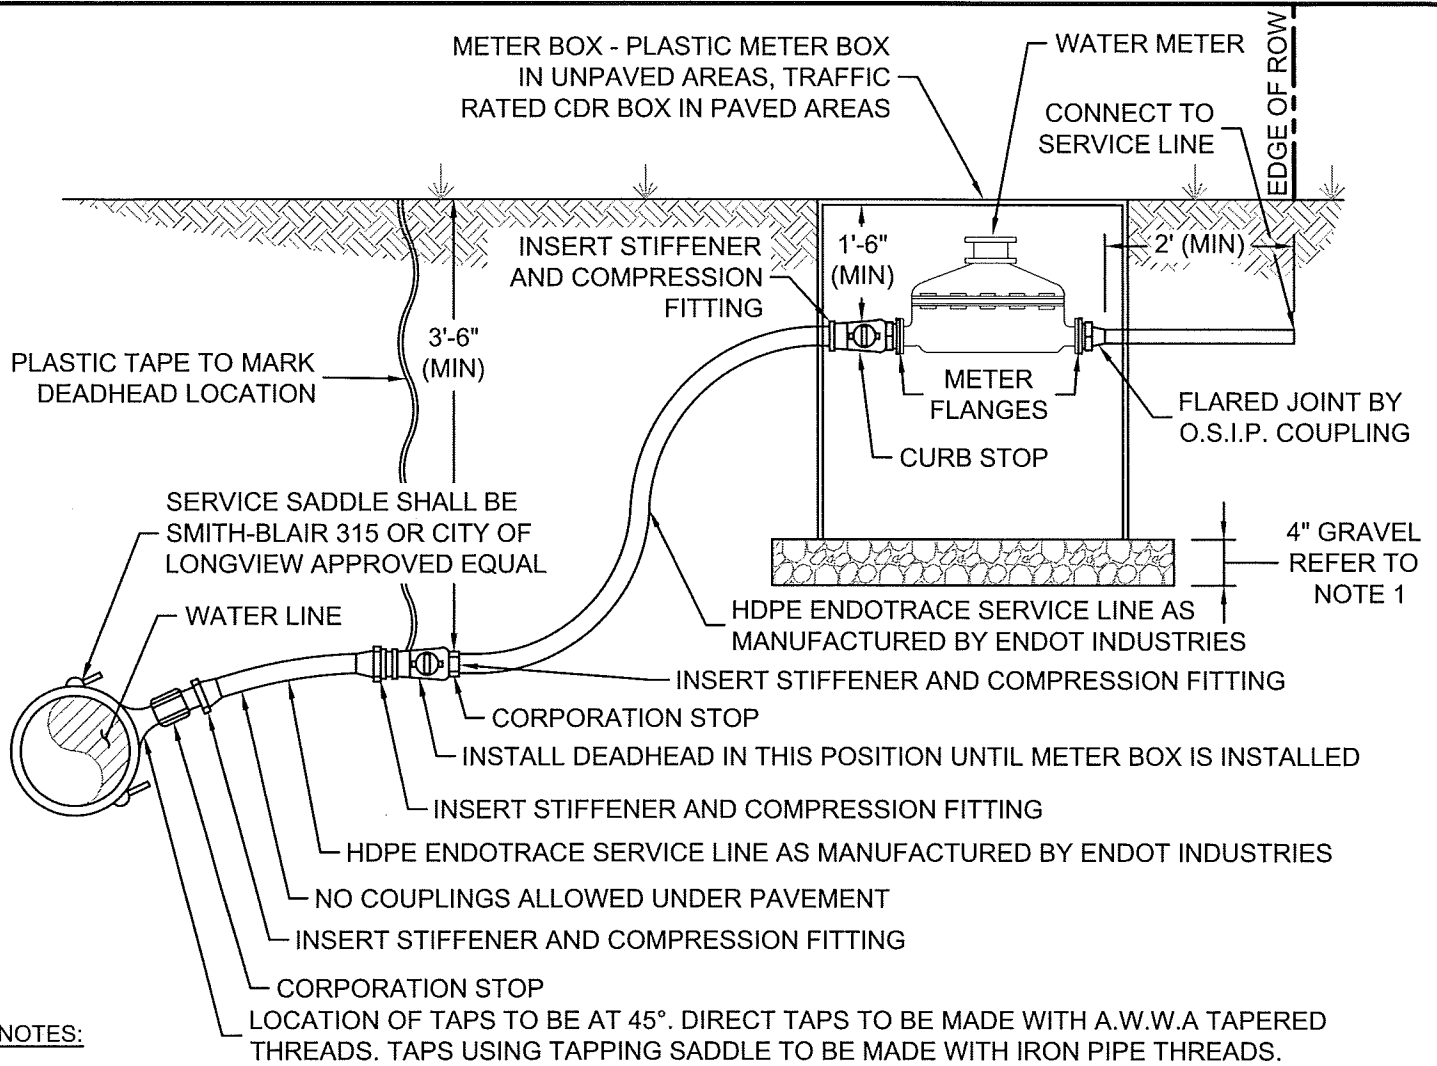 METER BOX - PLASTIC METER BOX
IN UNPAVED AREAS, TRAFFIC
RATED CDR BOX IN PAVED AREAS
WATER METER
CONNECT TO
SERVICE LINE
EDGE OF ROW
INSERT STIFFENER
AND COMPRESSION
FITTING
1'-6"
(MIN)
2' (MIN)
3'-6"
(MIN)
PLASTIC TAPE TO MARK
DEADHEAD LOCATION
METER
FLANGES
FLARED JOINT BY
O.S.I.P. COUPLING
CURB STOP
SERVICE SADDLE SHALL BE
SMITH-BLAIR 315 OR CITY OF
LONGVIEW APPROVED EQUAL
4" GRAVEL
REFER TO
NOTE 1
WATER LINE
HDPE ENDOTRACE SERVICE LINE AS
MANUFACTURED BY ENDOT INDUSTRIES
INSERT STIFFENER AND COMPRESSION FITTING
CORPORATION STOP
INSTALL DEADHEAD IN THIS POSITION UNTIL METER BOX IS INSTALLED
INSERT STIFFENER AND COMPRESSION FITTING
HDPE ENDOTRACE SERVICE LINE AS MANUFACTURED BY ENDOT INDUSTRIES
NO COUPLINGS ALLOWED UNDER PAVEMENT
INSERT STIFFENER AND COMPRESSION FITTING
CORPORATION STOP
LOCATION OF TAPS TO BE AT 45°. DIRECT TAPS TO BE MADE WITH A.W.W.A TAPERED
THREADS. TAPS USING TAPPING SADDLE TO BE MADE WITH IRON PIPE THREADS.
NOTES: